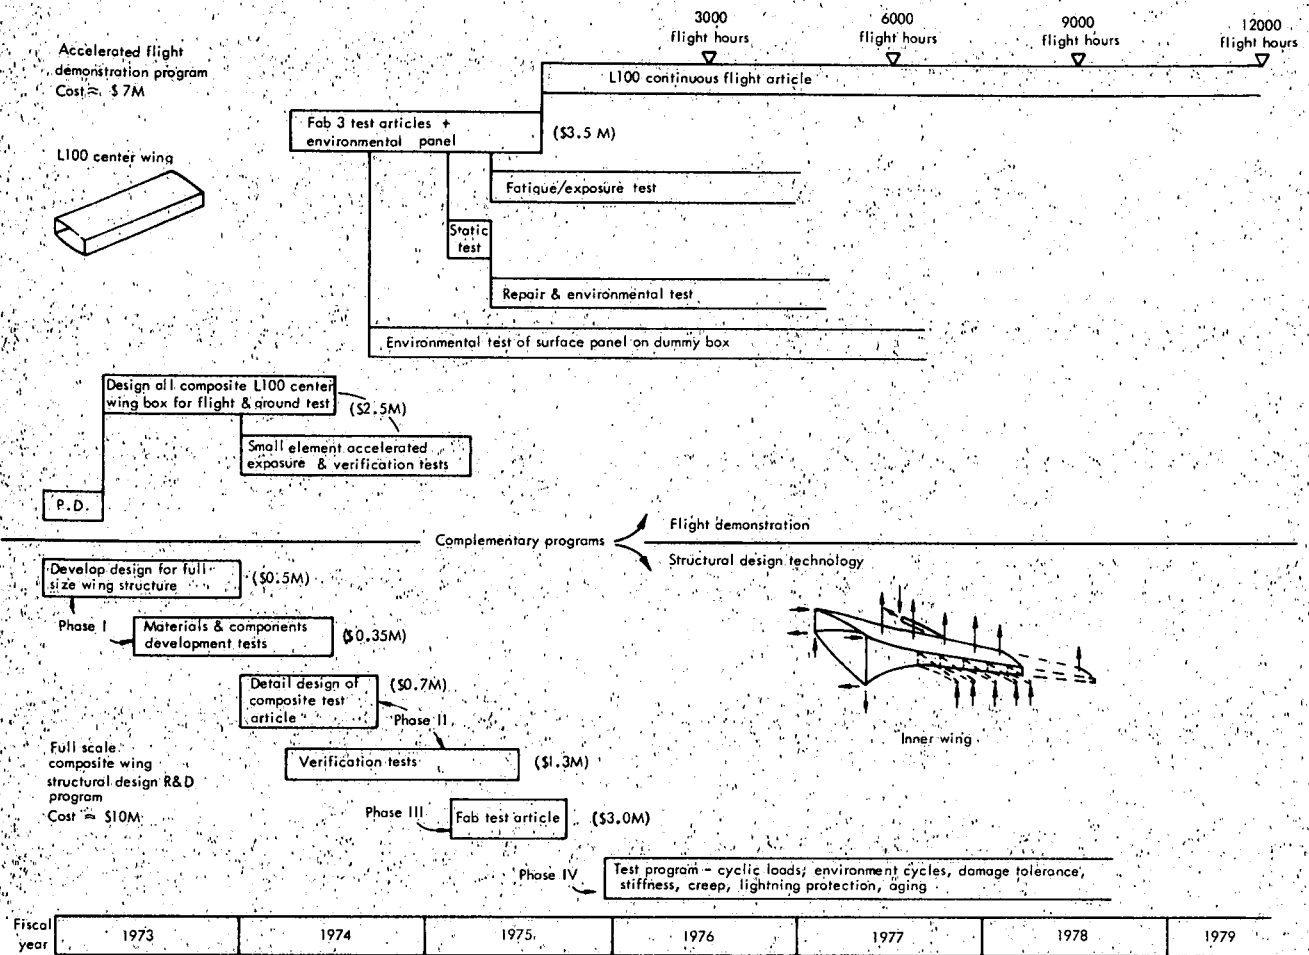 3000
flight hours
6000
flight hours
9000
flight hours
12000
flight hours
Accelerated flight
demonstration program
Cost ≈ $7M
L100 continuous flight article
Fab 3 test articles +
environmental panel
($3.5 M)
L100 center wing
Fatigue/exposure test
Static
test
Repair & environmental test
Environmental test of surface panel on dummy box
Design all composite L100 center
wing box for flight & ground test
($2.5M)
Small element accelerated
exposure & verification tests
P.D.
Flight demonstration
Complementary programs
Structural design technology
Develop design for full
size wing structure
($0.5M)
Phase I
Materials & components
development tests
($0.35M)
Detail design of
composite test
article
($0.7M)
Phase II
Inner wing
Full scale
composite wing
structural design R&D
program
Cost ≈ $10M
Verification tests
($1.3M)
Phase III
Fab test article
($3.0M)
Phase IV
Test program - cyclic loads; environment cycles, damage tolerance,
stiffness, creep, lightning protection, aging
Fiscal
year
1973
1974
1975
1976
1977
1978
1979